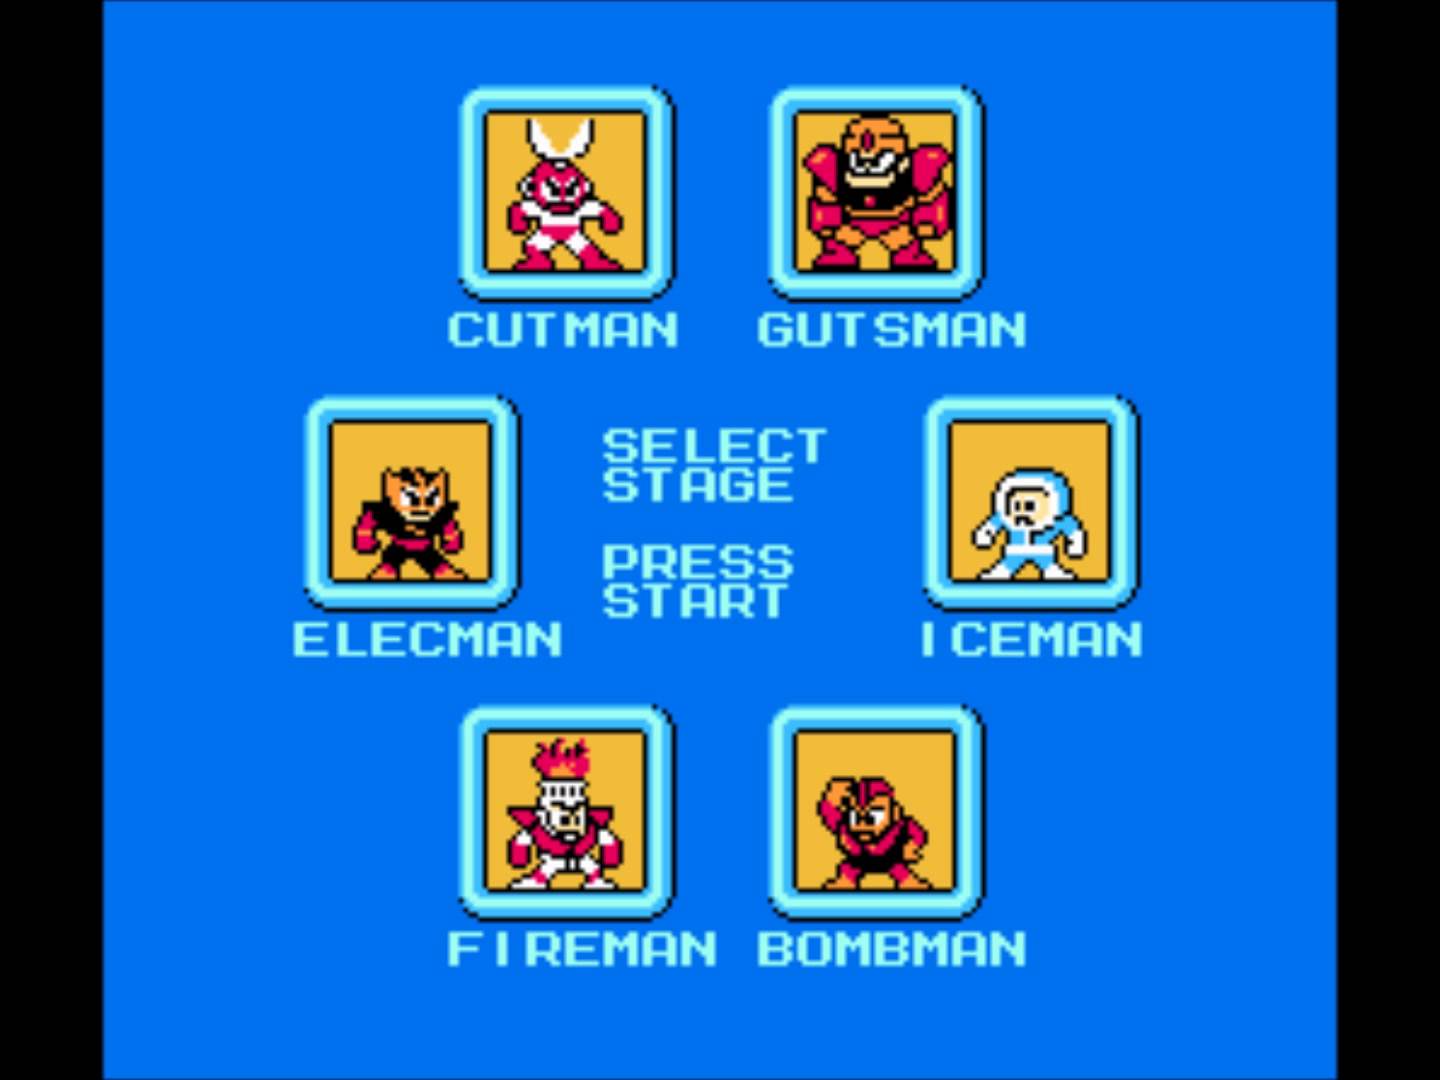 CUTMAN GUTSMAN
SELECT
STAGE
PRESS
START
ELECMAN ICEMAN
FIREMAN BOMBMAN